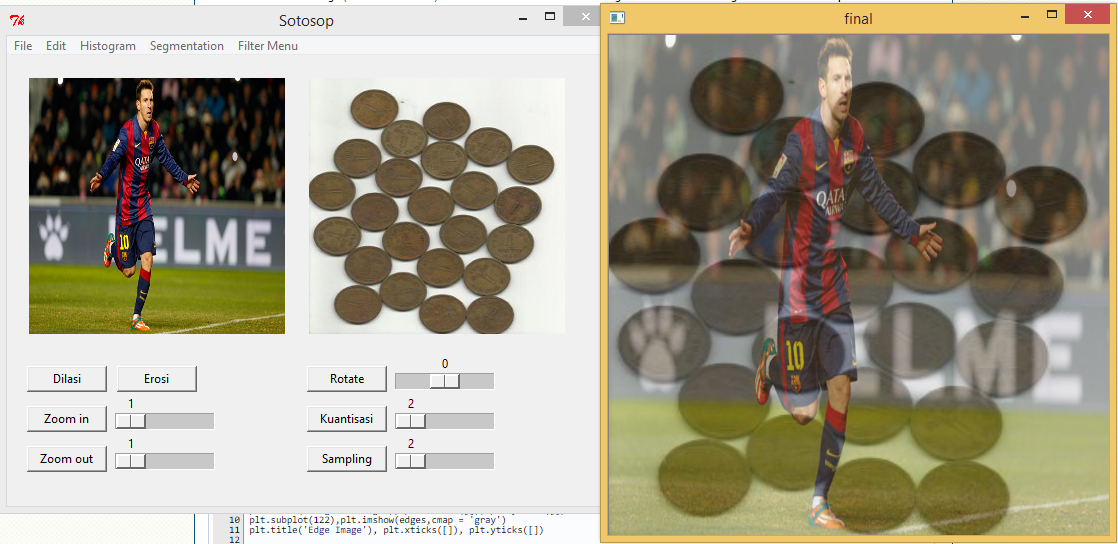 Sotosop
File Edit Histogram Segmentation Filter Menu
QATAR
10
ELME
Dilasi Erosi
Zoom in 1
Zoom out 1
Rotate 0
Kuantisasi 2
Sampling 2
final
QATAR
AIRWAYS
10
ELME
10 plt.subplot(122),plt.imshow(edges,cmap = 'gray')
11 plt.title('Edge Image'), plt.xticks([]), plt.yticks([])
12